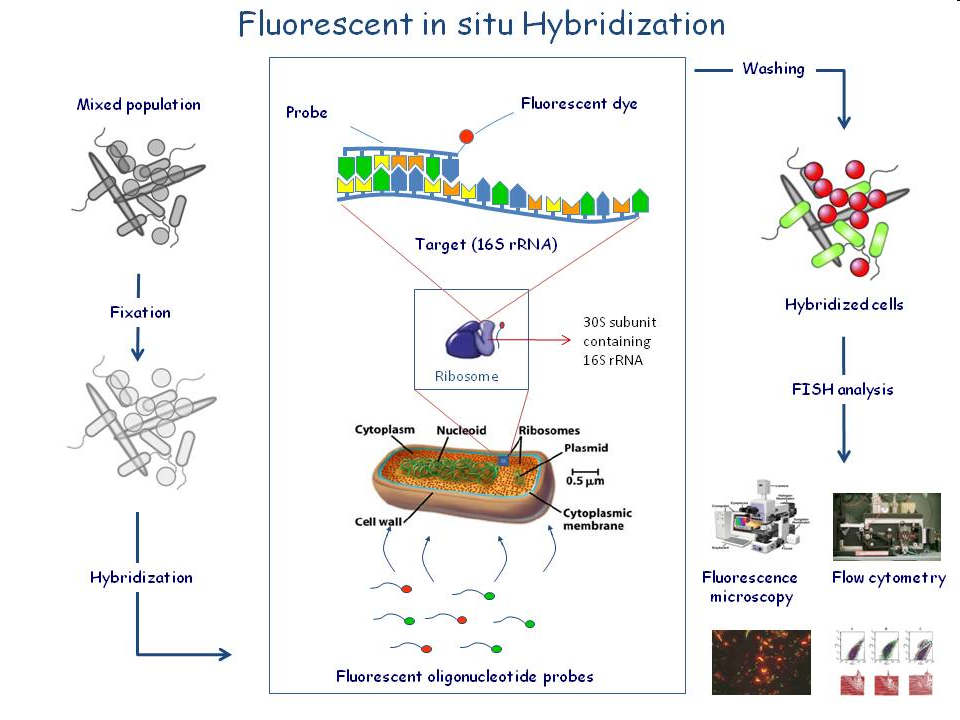 Fluorescent in situ Hybridization
Mixed population
Fixation
Hybridization
Probe
Fluorescent dye
Target (16S rRNA)
30S subunit
containing
16S rRNA
Ribosome
Cytoplasm
Nucleoid
Ribosomes
Plasmid
0.5 μm
Cell wall
Cytoplasmic
membrane
Fluorescent oligonucleotide probes
Washing
Hybridized cells
FISH analysis
Fluorescence
microscopy
Flow cytometry